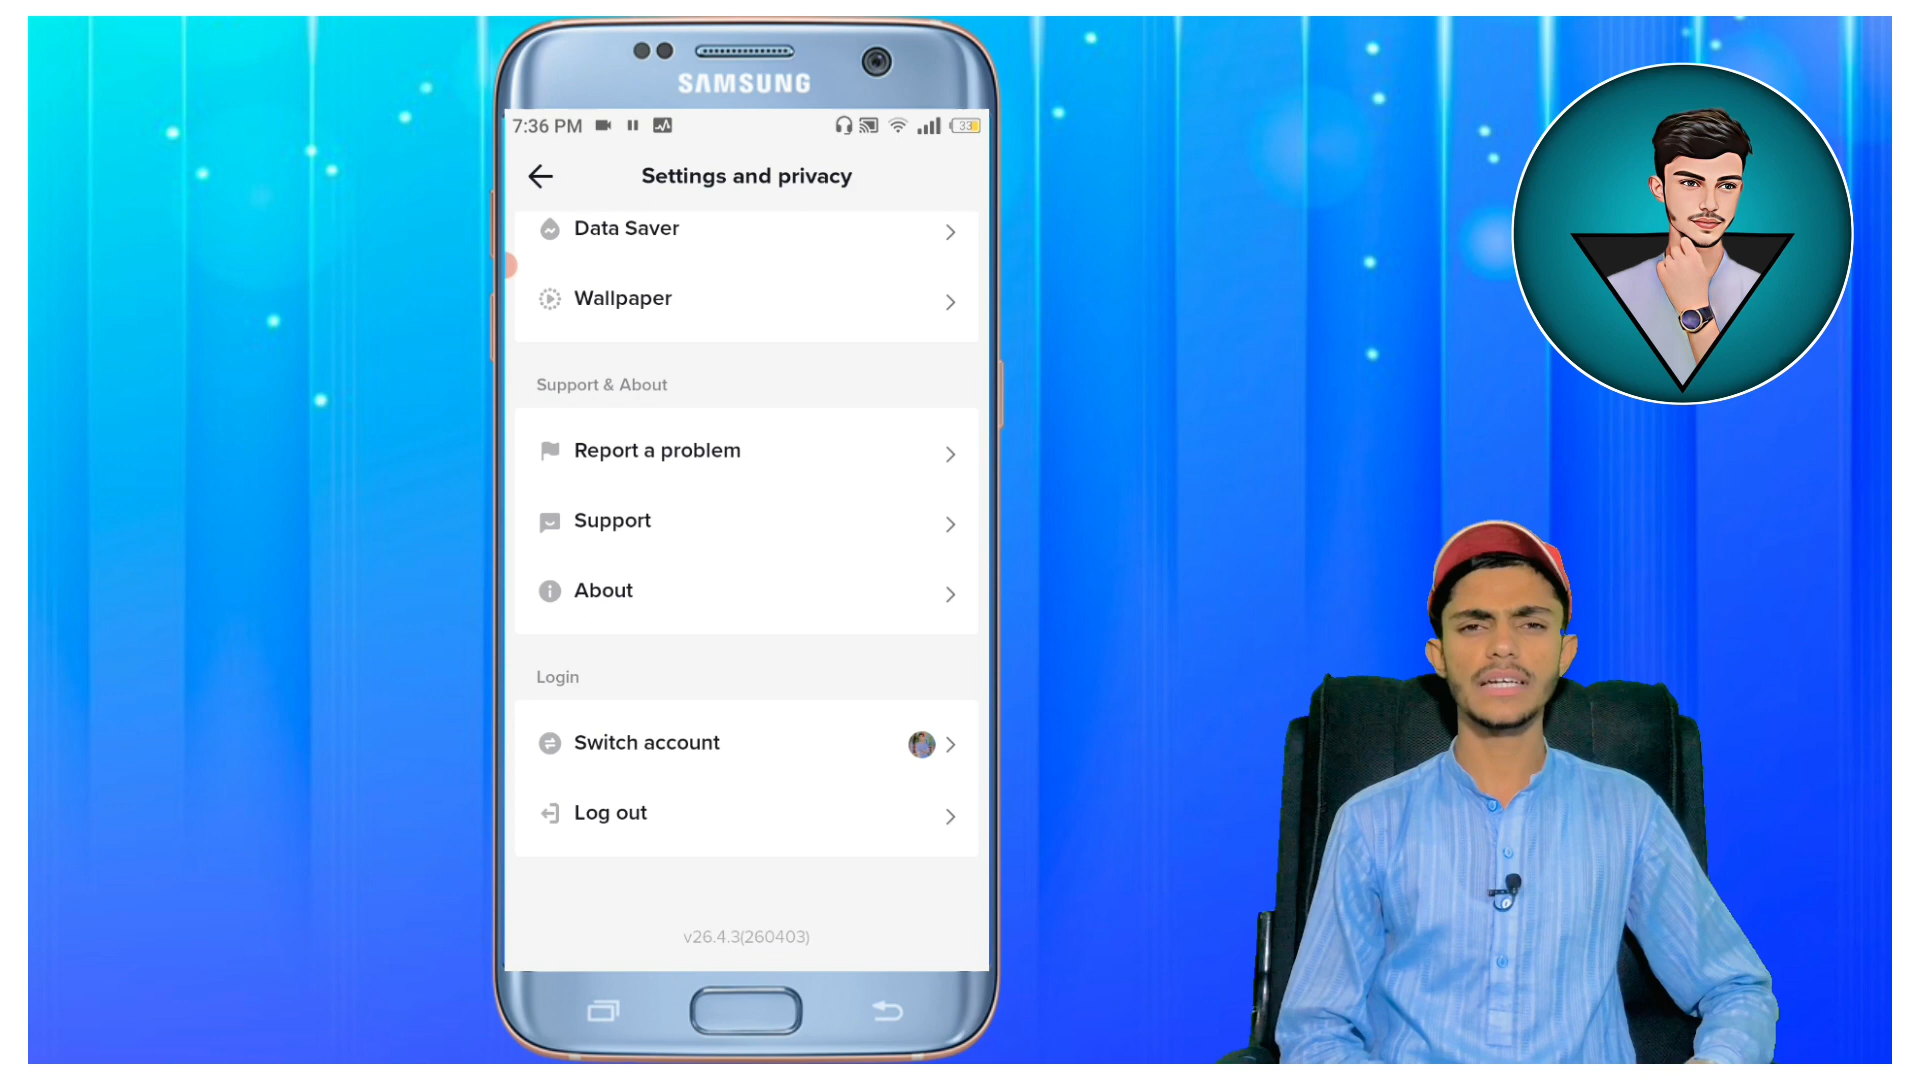 SAMSUNG
7:36 PM 33
Settings and privacy
Data Saver
Wallpaper
Support & About
Report a problem
Support
About
Login
Switch account
Log out
v26.4.3(260403)